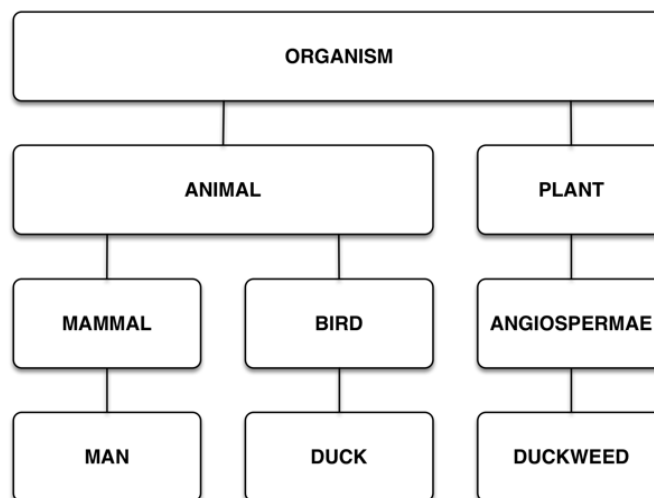 ORGANISM
ANIMAL PLANT
MAMMAL BIRD ANGIOSPERMAE
MAN DUCK DUCKWEED